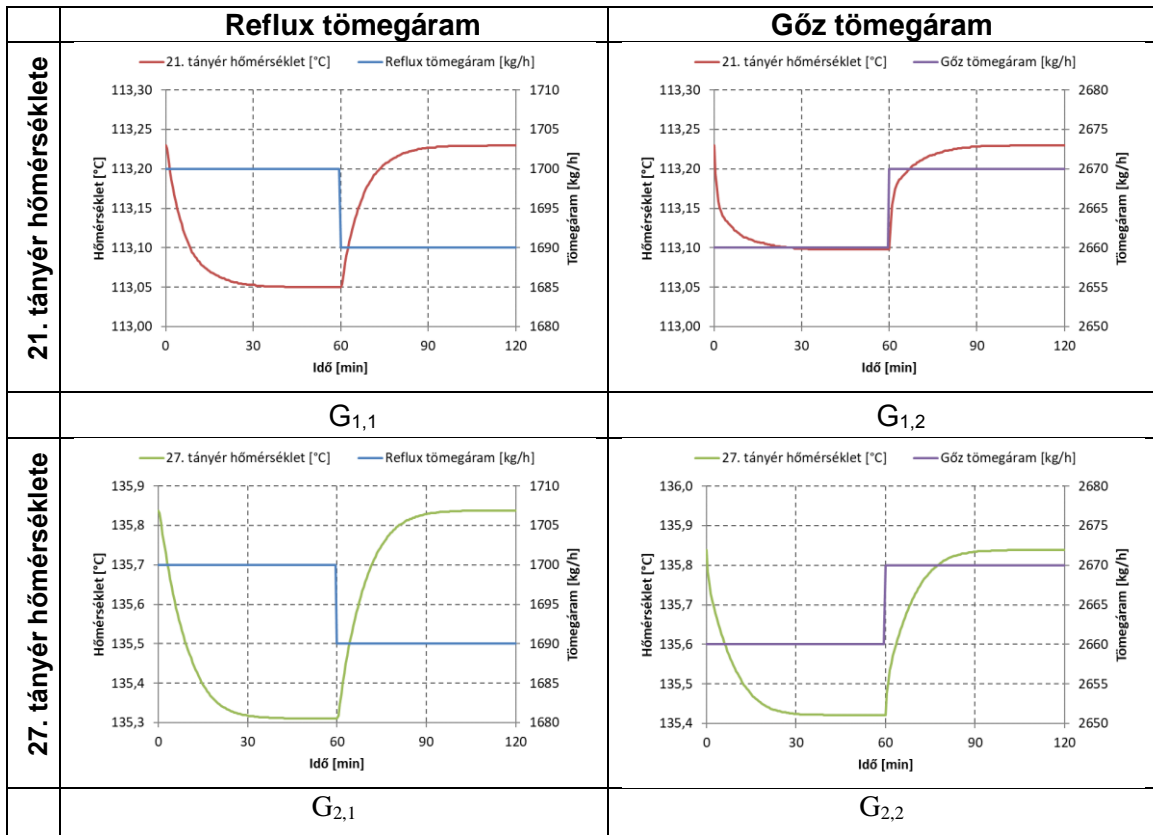 Reflux tömegáram
Gőz tömegáram
21. tányér hőmérséklete
21. tányér hőmérséklet [°C]
Reflux tömegáram [kg/h]
113,30
113,25
113,20
113,15
113,10
113,05
113,00
Hőmérséklet [°C]
1710
1705
1700
1695
1690
1685
1680
Tömegáram [kg/h]
0 30 60 90 120
Idő [min]
21. tányér hőmérséklet [°C]
Gőz tömegáram [kg/h]
113,30
113,25
113,20
113,15
113,10
113,05
113,00
Hőmérséklet [°C]
2680
2675
2670
2665
2660
2655
2650
Tömegáram [kg/h]
0 30 60 90 120
Idő [min]
G1,1
G1,2
27. tányér hőmérséklete
27. tányér hőmérséklet [°C]
Reflux tömegáram [kg/h]
135,9
135,8
135,7
135,6
135,5
135,4
135,3
Hőmérséklet [°C]
1710
1705
1700
1695
1690
1685
1680
Tömegáram [kg/h]
0 30 60 90 120
Idő [min]
27. tányér hőmérséklet [°C]
Gőz tömegáram [kg/h]
136,0
135,9
135,8
135,7
135,6
135,5
135,4
Hőmérséklet [°C]
2680
2675
2670
2665
2660
2655
2650
Tömegáram [kg/h]
0 30 60 90 120
Idő [min]
G2,1
G2,2